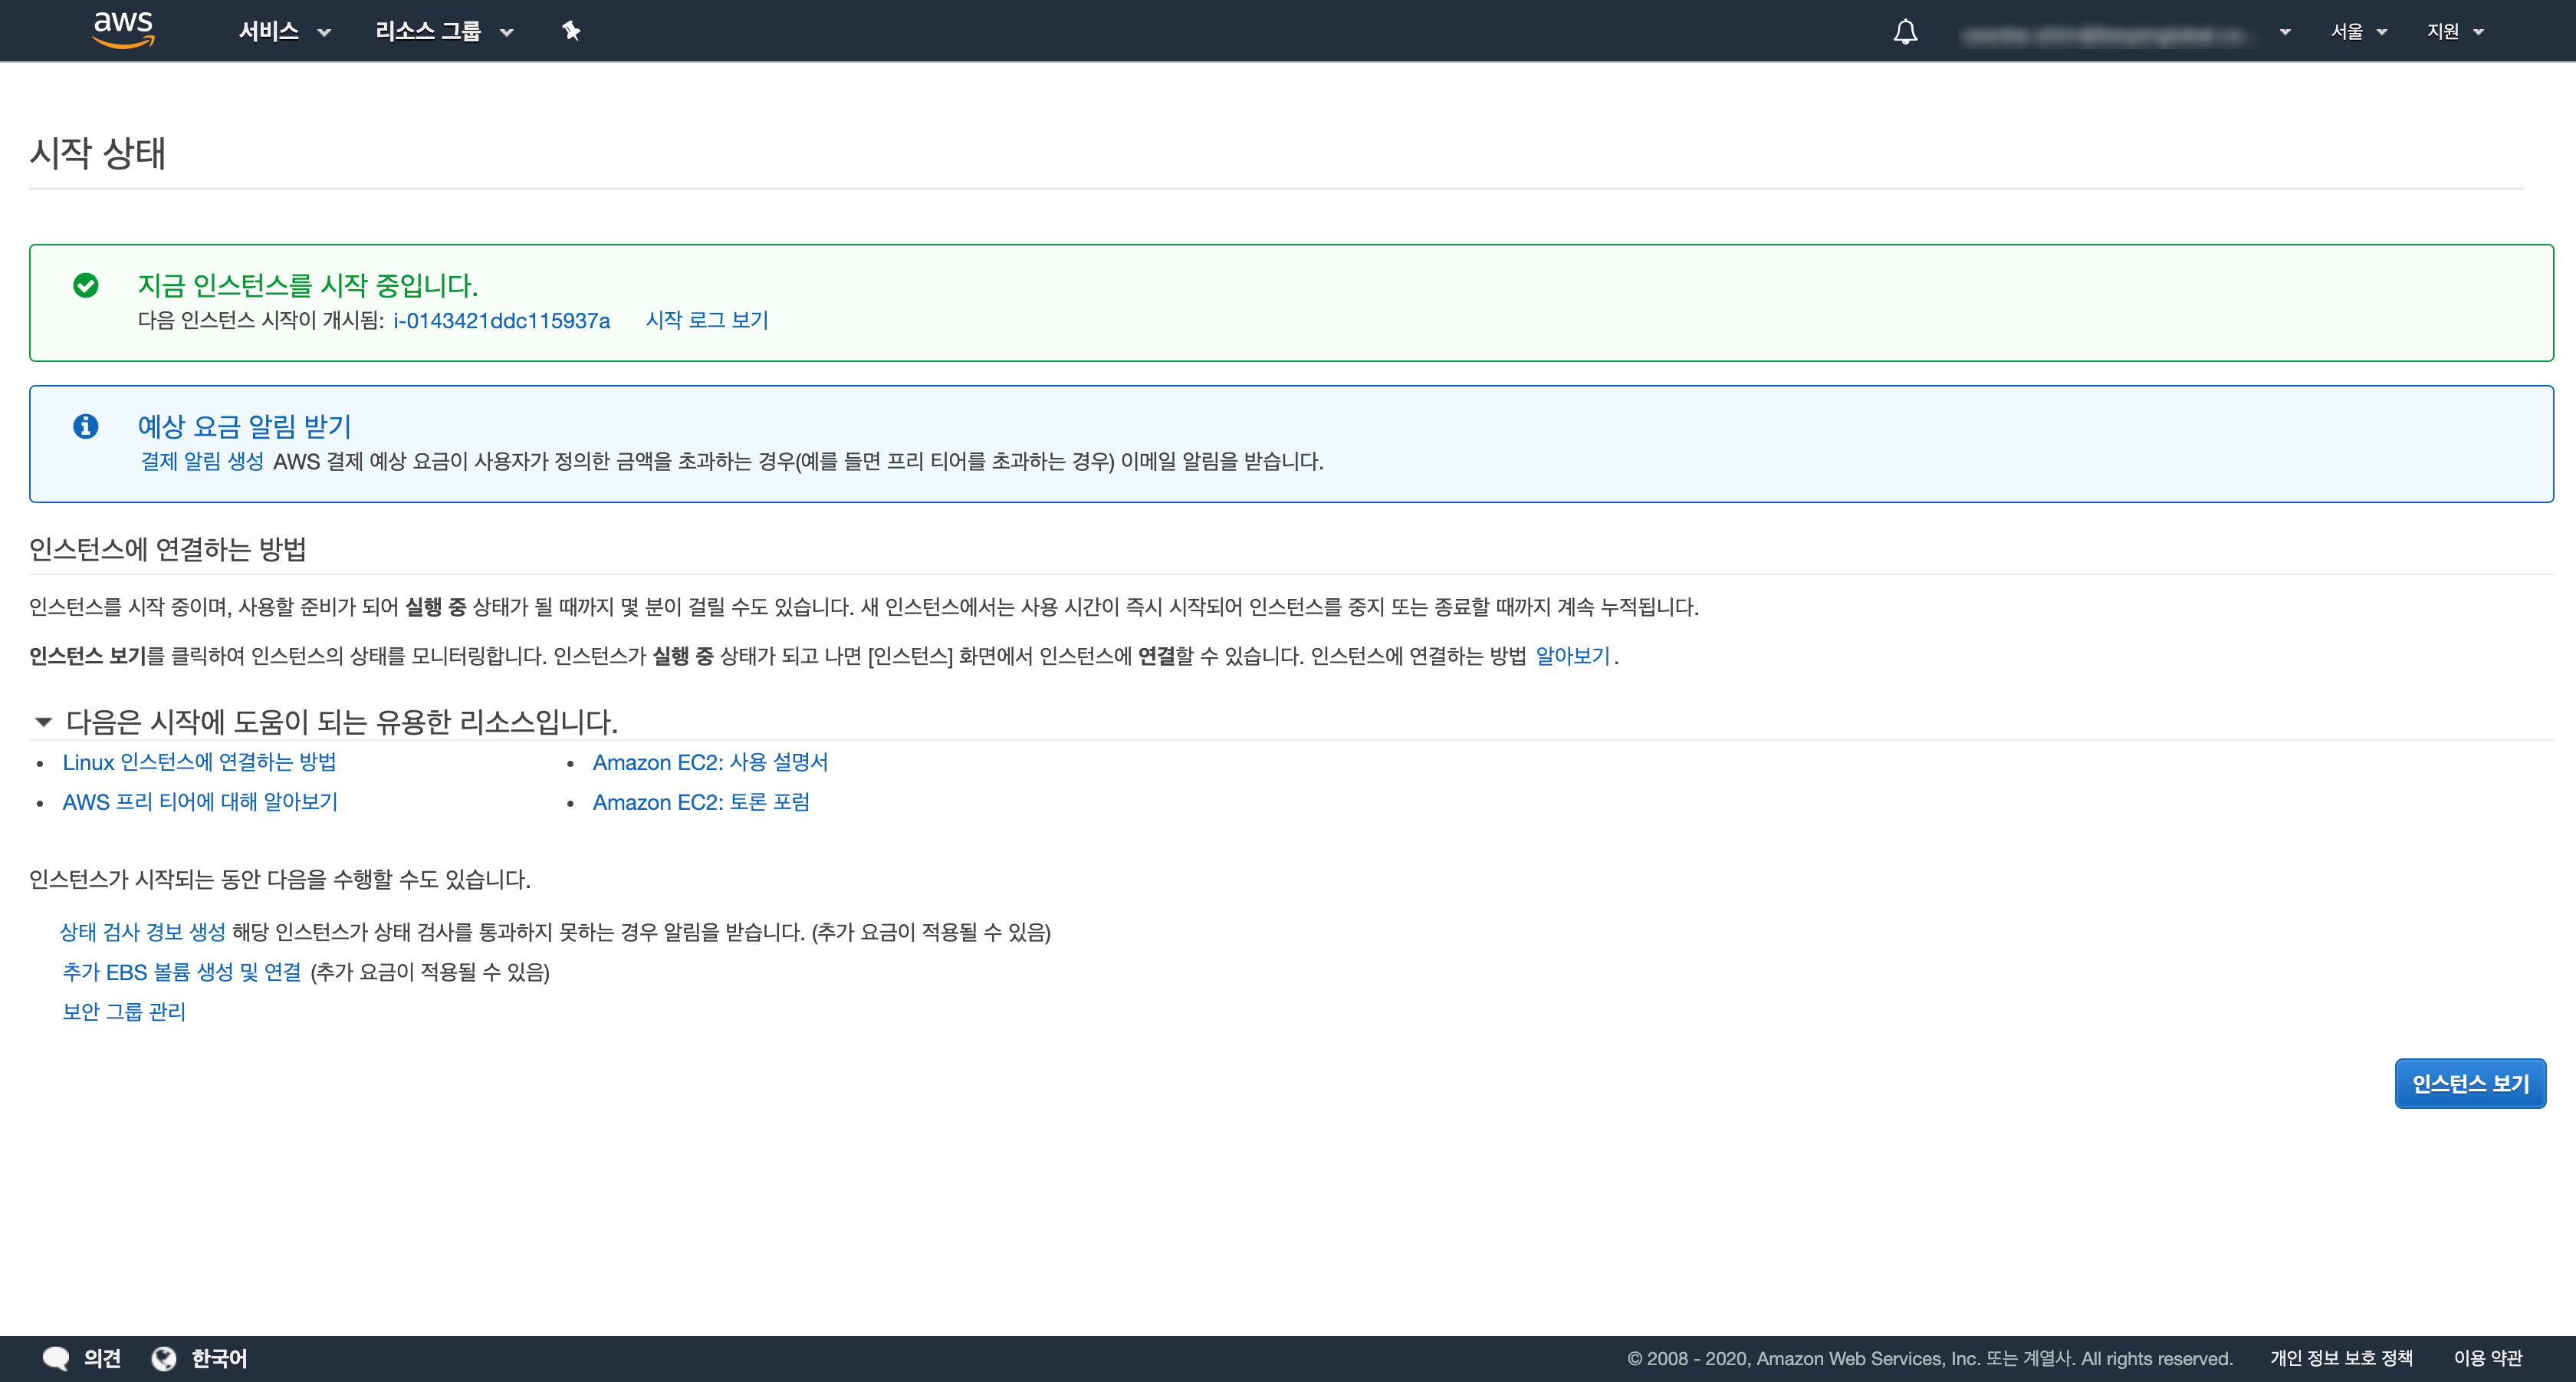 aws 서비스 리소스 그룹 서울 지원
시작 상태
지금 인스턴스를 시작 중입니다.
다음 인스턴스 시작이 개시됨: i-0143421ddc115937a 시작 로그 보기
예상 요금 알림 받기
결제 알림 생성 AWS 결제 예상 요금이 사용자가 정의한 금액을 초과하는 경우(예를 들면 프리 티어를 초과하는 경우) 이메일 알림을 받습니다.
인스턴스에 연결하는 방법
인스턴스를 시작 중이며, 사용할 준비가 되어 실행 중 상태가 될 때까지 몇 분이 걸릴 수도 있습니다. 새 인스턴스에서는 사용 시간이 즉시 시작되어 인스턴스를 중지 또는 종료할 때까지 계속 누적됩니다.
인스턴스 보기를 클릭하여 인스턴스의 상태를 모니터링합니다. 인스턴스가 실행 중 상태가 되고 나면 [인스턴스] 화면에서 인스턴스에 연결할 수 있습니다. 인스턴스에 연결하는 방법 알아보기.
다음은 시작에 도움이 되는 유용한 리소스입니다.
• Linux 인스턴스에 연결하는 방법 • Amazon EC2: 사용 설명서
• AWS 프리 티어에 대해 알아보기 • Amazon EC2: 토론 포럼
인스턴스가 시작되는 동안 다음을 수행할 수도 있습니다.
상태 검사 경보 생성 해당 인스턴스가 상태 검사를 통과하지 못하는 경우 알림을 받습니다. (추가 요금이 적용될 수 있음)
추가 EBS 볼륨 생성 및 연결 (추가 요금이 적용될 수 있음)
보안 그룹 관리
인스턴스 보기
의견 한국어 © 2008 - 2020, Amazon Web Services, Inc. 또는 계열사. All rights reserved. 개인 정보 보호 정책 이용 약관